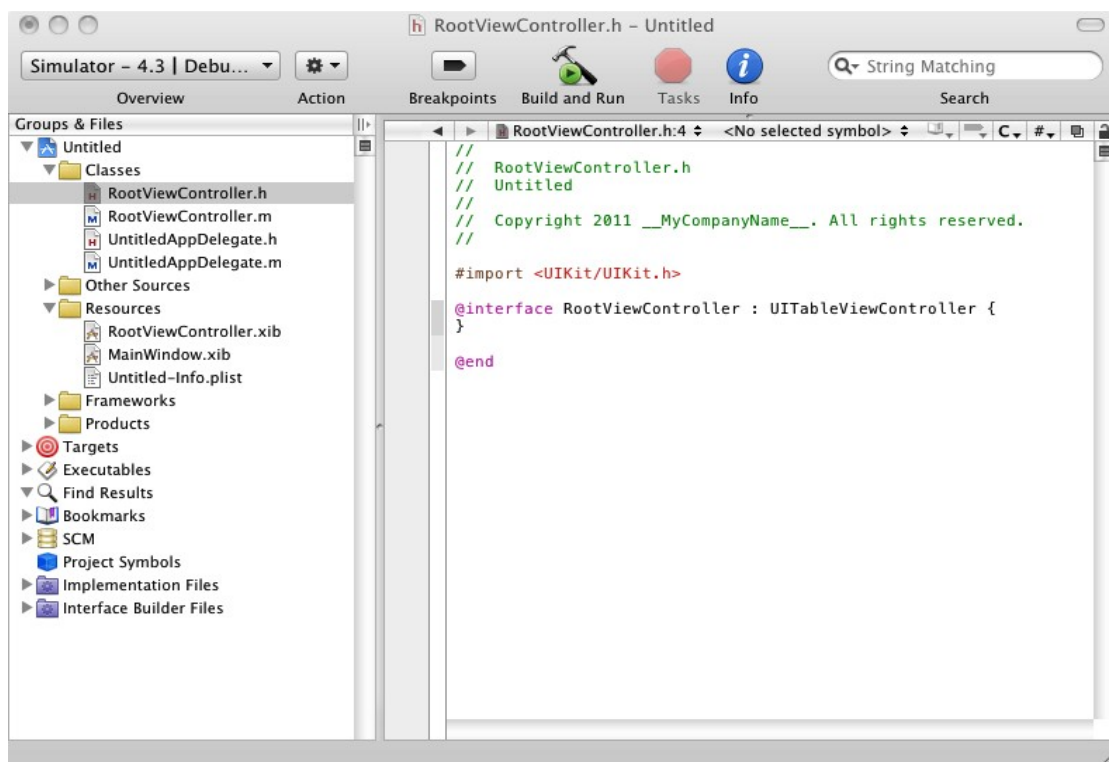 RootViewController.h – Untitled
Simulator – 4.3 | Debu...
Overview
Action
Breakpoints
Build and Run
Tasks
Info
String Matching
Search
Groups & Files
Untitled
Classes
RootViewController.h
RootViewController.m
UntitledAppDelegate.h
UntitledAppDelegate.m
Other Sources
Resources
RootViewController.xib
MainWindow.xib
Untitled-Info.plist
Frameworks
Products
Targets
Executables
Find Results
Bookmarks
SCM
Project Symbols
Implementation Files
Interface Builder Files
RootViewController.h:4 <No selected symbol> C #
//
// RootViewController.h
// Untitled
//
// Copyright 2011 __MyCompanyName__. All rights reserved.
//
#import <UIKit/UIKit.h>
@interface RootViewController : UITableViewController {
}
@end